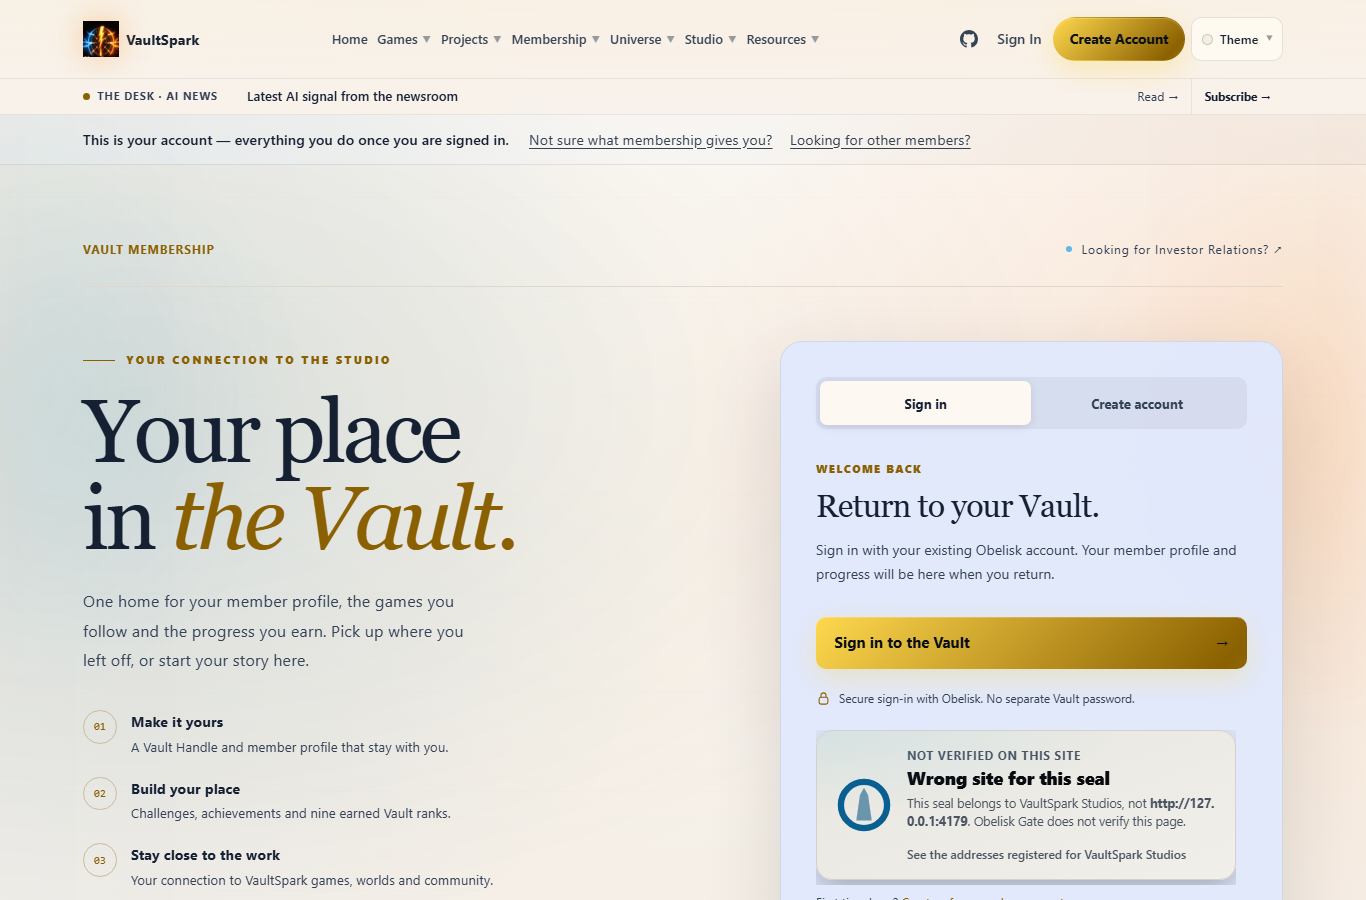 VaultSpark
Home Games Projects Membership Universe Studio Resources
Sign In
Create Account
Theme
THE DESK · AI NEWS
Latest AI signal from the newsroom
Read →
Subscribe →
This is your account — everything you do once you are signed in. Not sure what membership gives you? Looking for other members?
VAULT MEMBERSHIP
Looking for Investor Relations? ↗
YOUR CONNECTION TO THE STUDIO
Your place
in the Vault.
One home for your member profile, the games you
follow and the progress you earn. Pick up where you
left off, or start your story here.
01
Make it yours
A Vault Handle and member profile that stay with you.
02
Build your place
Challenges, achievements and nine earned Vault ranks.
03
Stay close to the work
Your connection to VaultSpark games, worlds and community.
Sign in
Create account
WELCOME BACK
Return to your Vault.
Sign in with your existing Obelisk account. Your member profile and
progress will be here when you return.
Sign in to the Vault →
Secure sign-in with Obelisk. No separate Vault password.
NOT VERIFIED ON THIS SITE
Wrong site for this seal
This seal belongs to VaultSpark Studios, not http://127.
0.0.1:4179. Obelisk Gate does not verify this page.
See the addresses registered for VaultSpark Studios